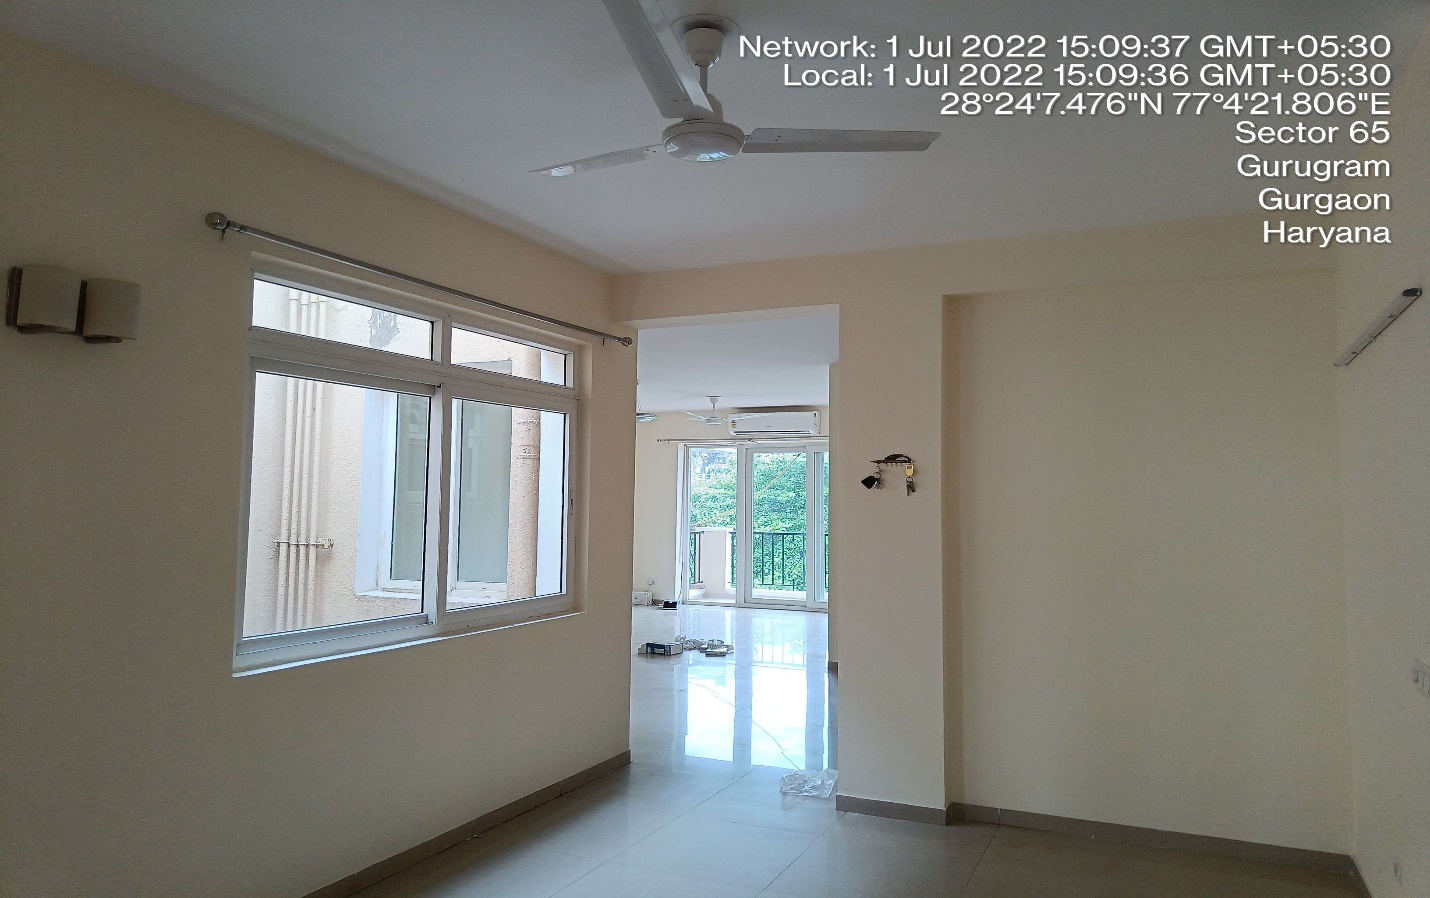 Network: 1 Jul 2022 15:09:37 GMT+05:30
Local: 1 Jul 2022 15:09:36 GMT+05:30
28°24'7.476"N 77°4'21.806"E
Sector 65
Gurugram
Gurgaon
Haryana